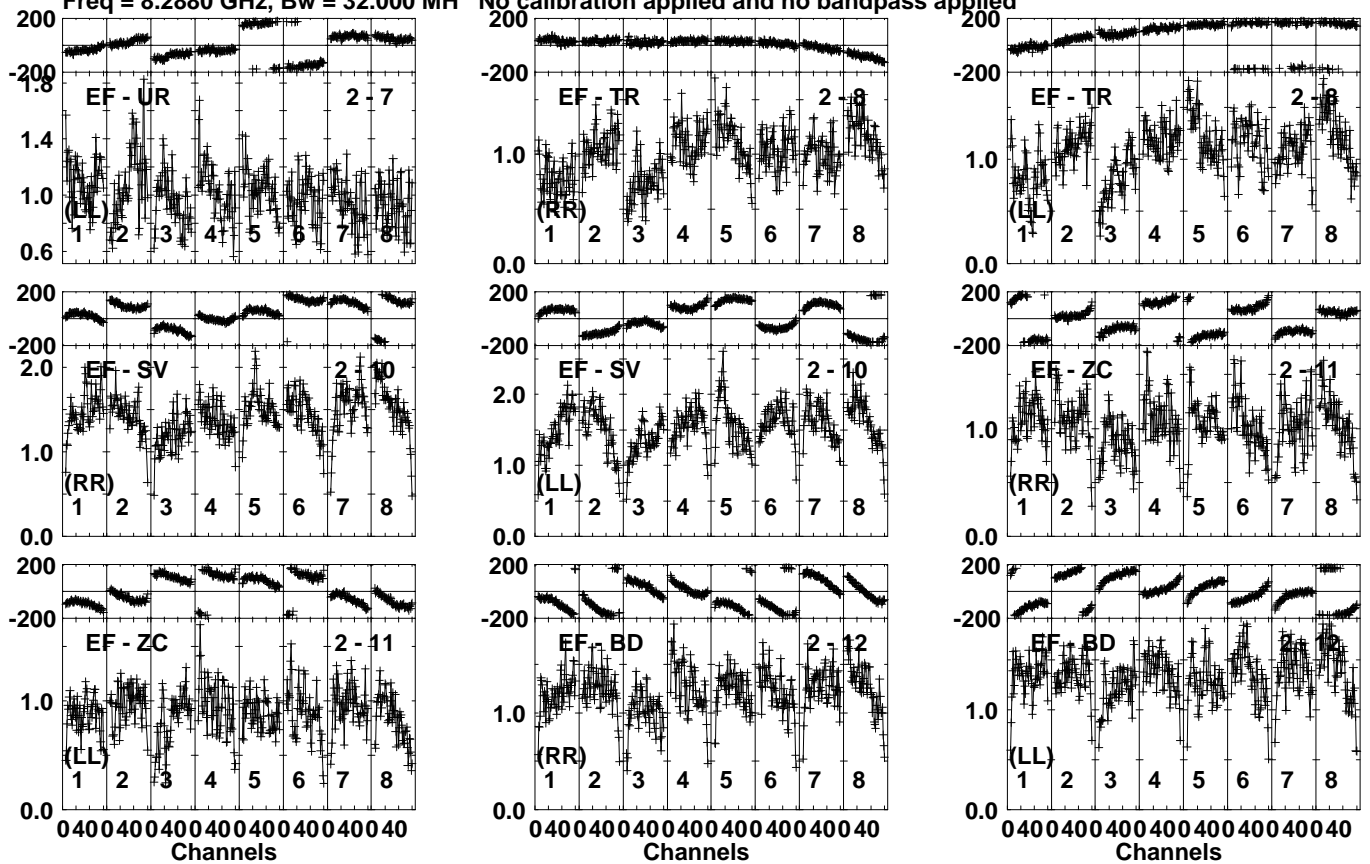 Freq = 8.2880 GHz, Bw = 32.000 MH No calibration applied and no bandpass applied
200
-200
1.8
1.4
1.0
0.6
EF - UR 2 - 7
(LL)
1 2 3 4 5 6 7 8
200
-200
1.0
0.0
EF - TR 2 - 8
(RR)
1 2 3 4 5 6 7 8
200
-200
1.0
0.0
EF - TR 2 - 8
(LL)
1 2 3 4 5 6 7 8
200
-200
2.0
1.0
0.0
EF - SV 2 - 10
(RR)
1 2 3 4 5 6 7 8
200
-200
2.0
1.0
0.0
EF - SV 2 - 10
(LL)
1 2 3 4 5 6 7 8
200
-200
1.0
0.0
EF - ZC 2 - 11
(RR)
1 2 3 4 5 6 7 8
200
-200
1.0
0.0
EF - ZC 2 - 11
(LL)
1 2 3 4 5 6 7 8
0 40 0 40 0 40 0 40 0 40 0 40 0 40 0 40
Channels
200
-200
1.0
0.0
EF - BD 2 - 12
(RR)
1 2 3 4 5 6 7 8
0 40 0 40 0 40 0 40 0 40 0 40 0 40 0 40
Channels
200
-200
1.0
0.0
EF - BD 2 - 12
(LL)
1 2 3 4 5 6 7 8
0 40 0 40 0 40 0 40 0 40 0 40 0 40 0 40
Channels